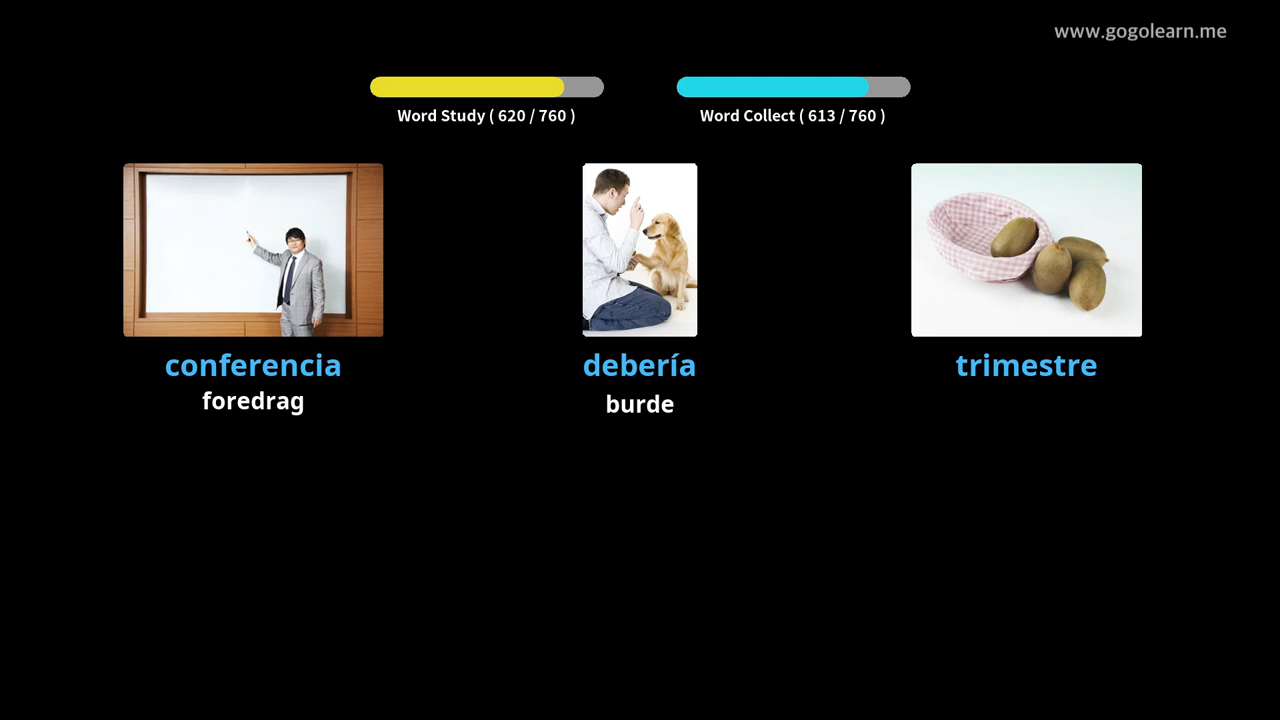 www.gogolearn.me
Word Study ( 620 / 760 )
Word Collect ( 613 / 760 )
conferencia
foredrag
debería
burde
trimestre